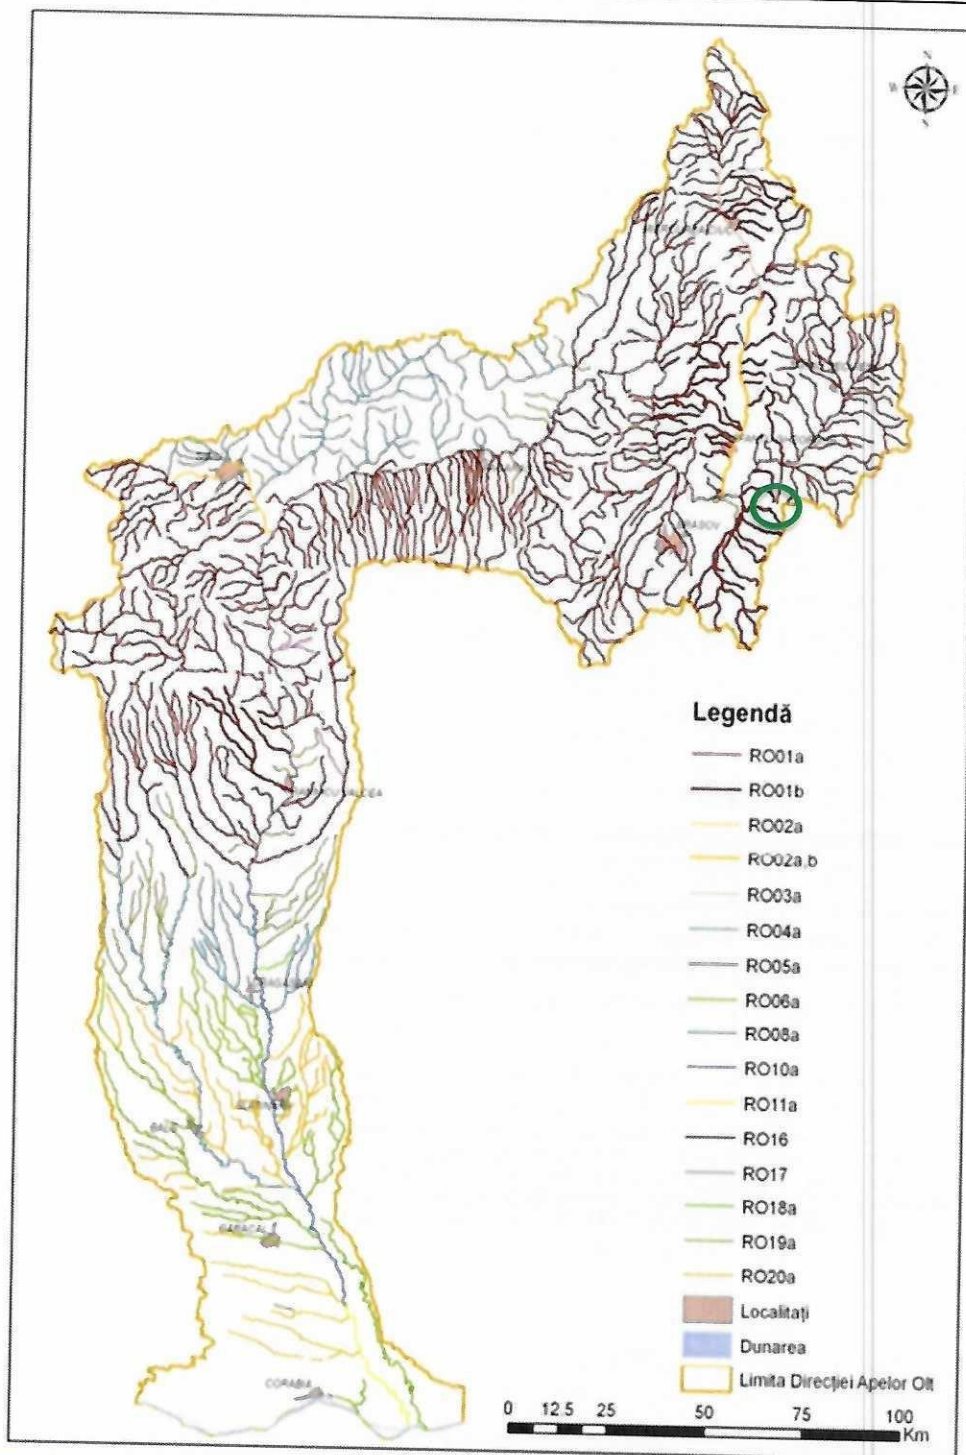 N
W E
N
BRASOV
CORABIA
Legendă
RO01a
RO01b
RO02a
RO02a,b
RO03a
RO04a
RO05a
RO06a
RO08a
RO10a
RO11a
RO16
RO17
RO18a
RO19a
RO20a
Localitați
Dunarea
Limita Direcției Apelor Olt
0 12.5 25 50 75 100
Km